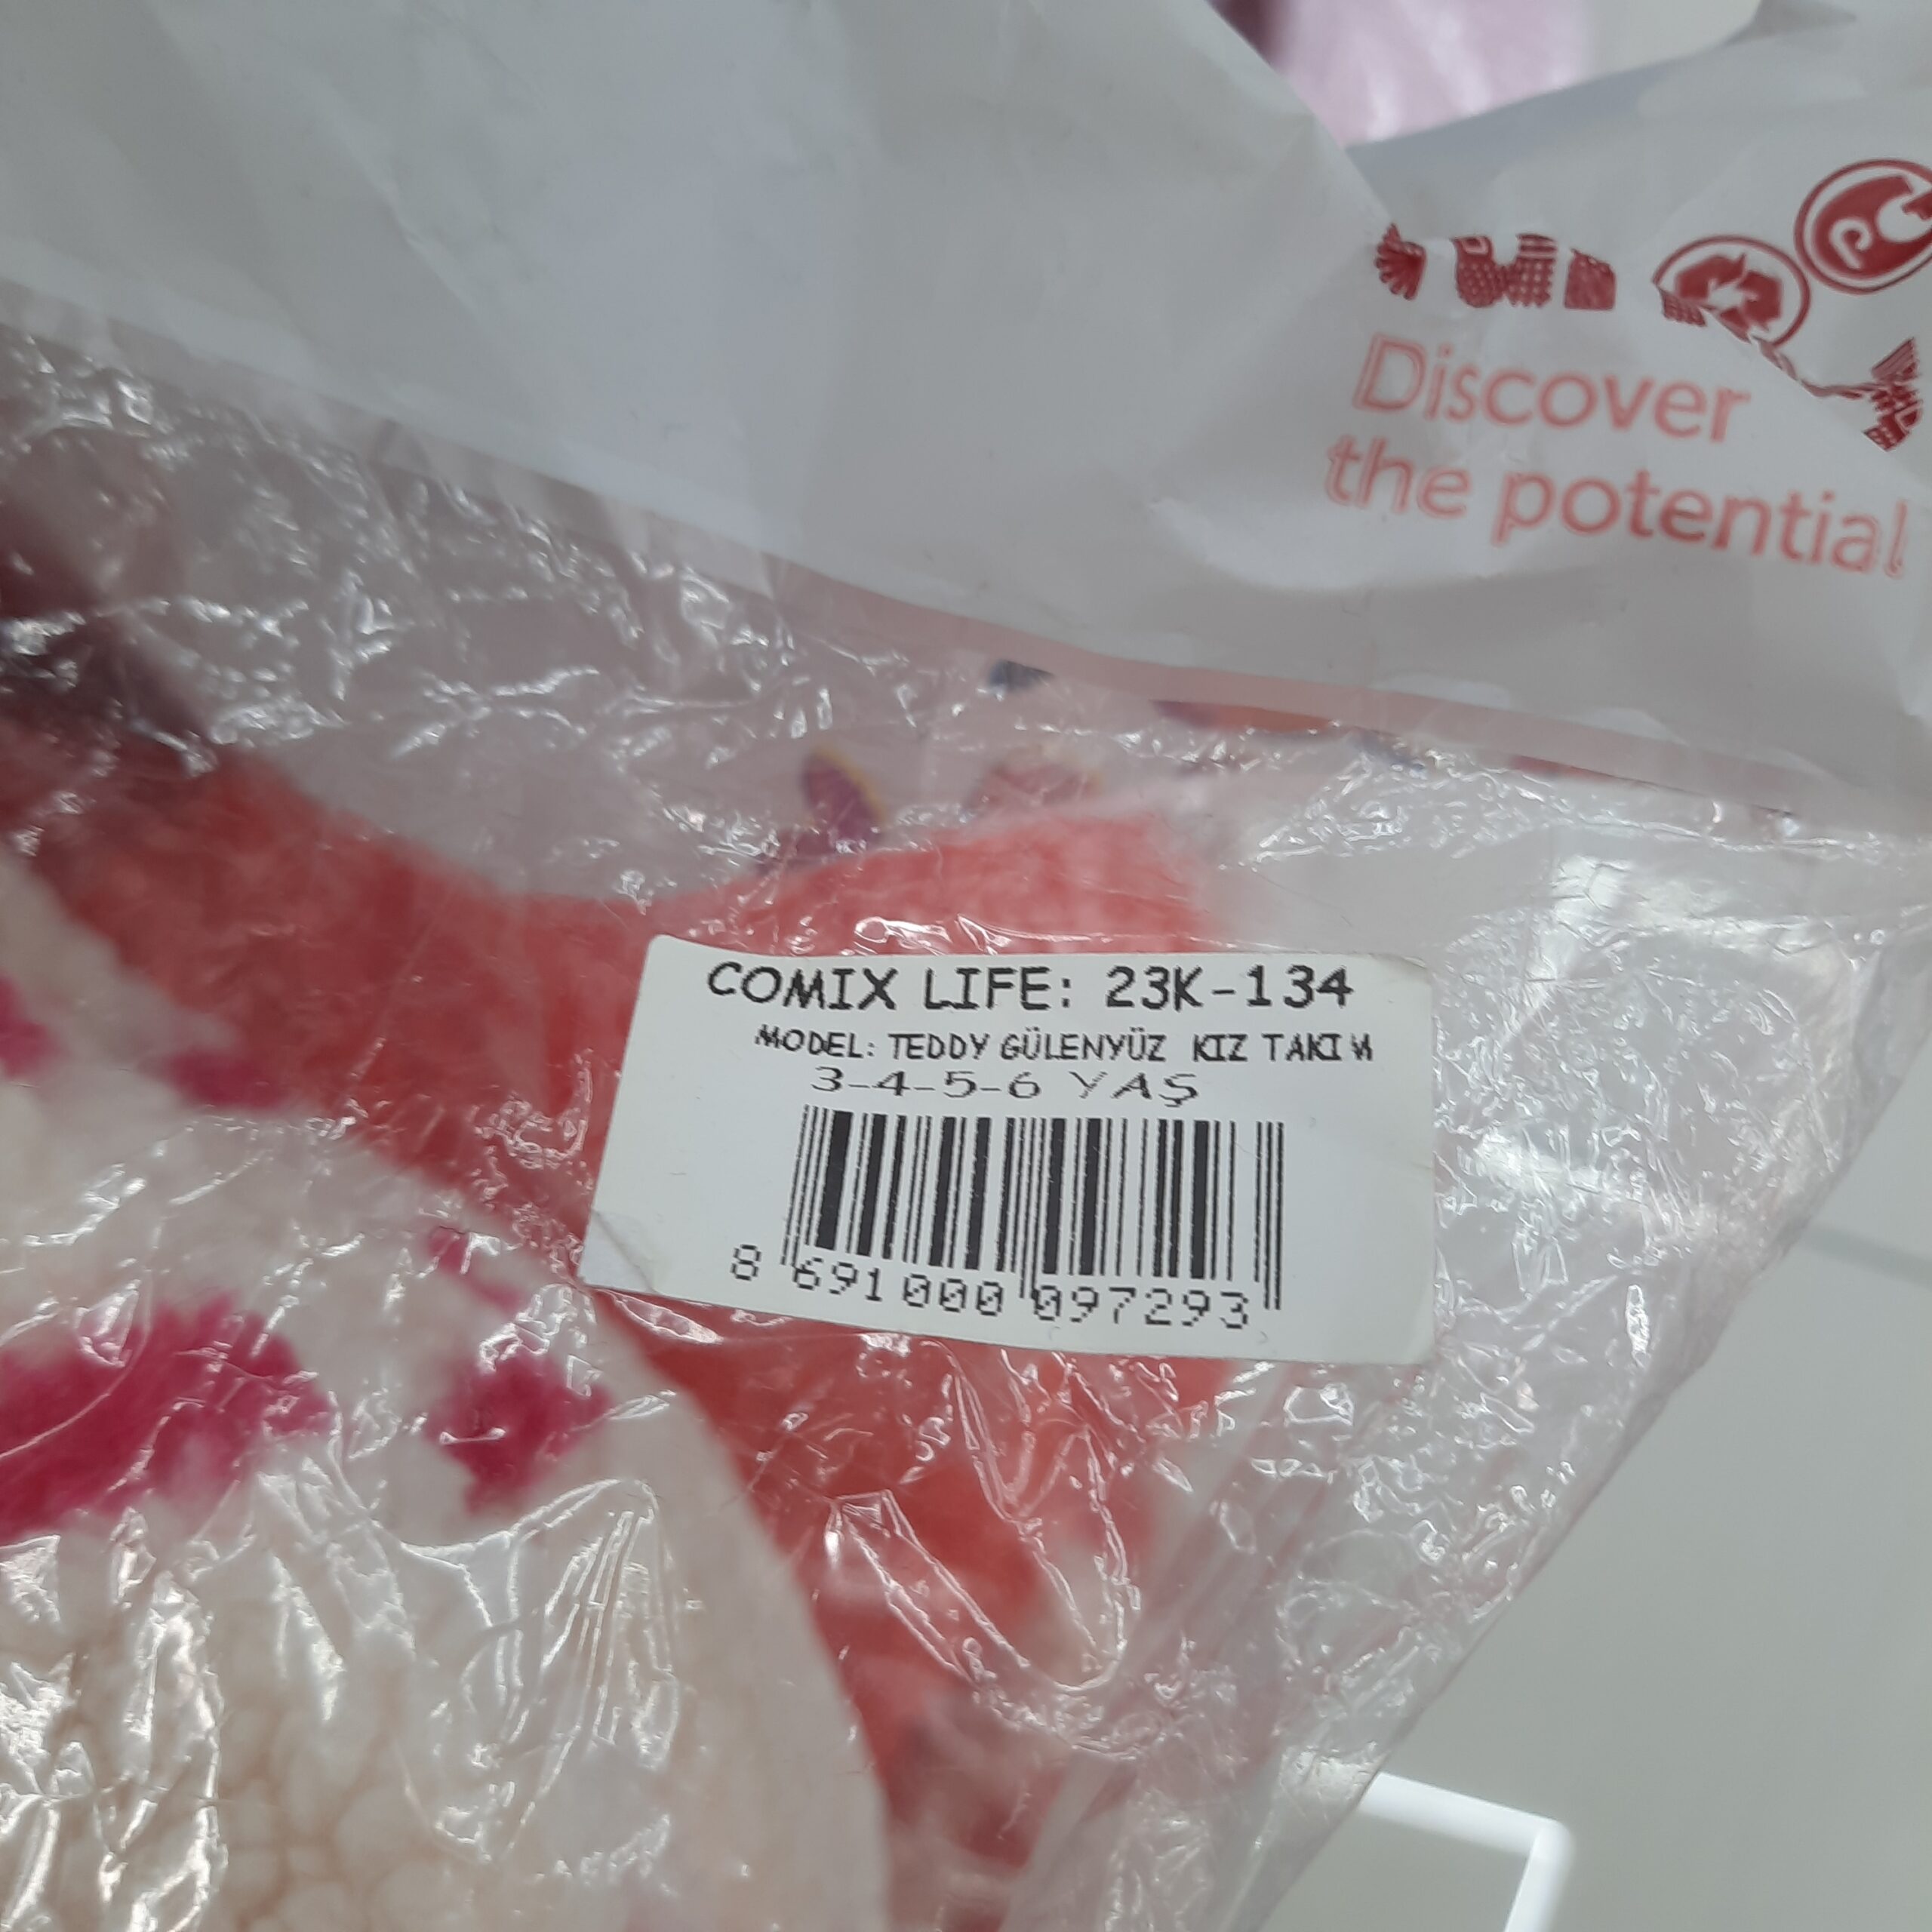 Discover
the potential
COMIX LIFE: 23K-134
MODEL: TEDDY GÜLENYÜZ KIZ TAKIM
3-4-5-6 YAŞ
8 691000 097293